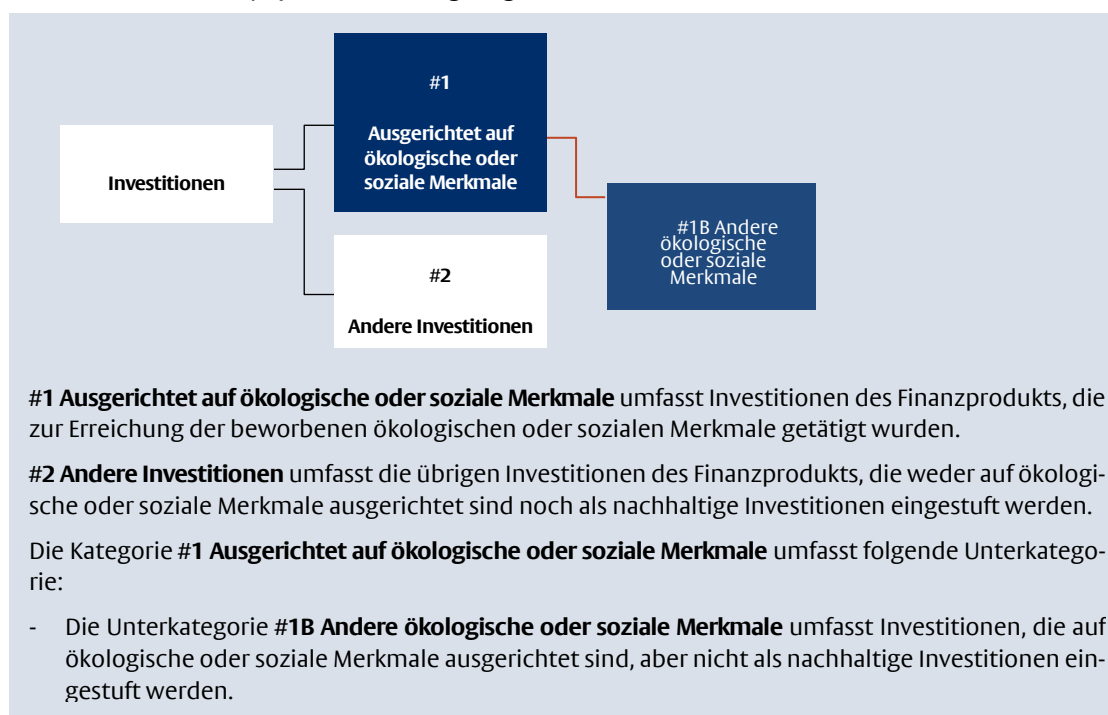 #1
Ausgerichtet auf
ökologische oder
soziale Merkmale
Investitionen
#1B Andere
ökologische
oder soziale
Merkmale
#2
Andere Investitionen
#1 Ausgerichtet auf ökologische oder soziale Merkmale umfasst Investitionen des Finanzprodukts, die
zur Erreichung der beworbenen ökologischen oder sozialen Merkmale getätigt wurden.
#2 Andere Investitionen umfasst die übrigen Investitionen des Finanzprodukts, die weder auf ökologi-
sche oder soziale Merkmale ausgerichtet sind noch als nachhaltige Investitionen eingestuft werden.
Die Kategorie #1 Ausgerichtet auf ökologische oder soziale Merkmale umfasst folgende Unterkatego-
rie:
- Die Unterkategorie #1B Andere ökologische oder soziale Merkmale umfasst Investitionen, die auf
ökologische oder soziale Merkmale ausgerichtet sind, aber nicht als nachhaltige Investitionen ein-
gestuft werden.